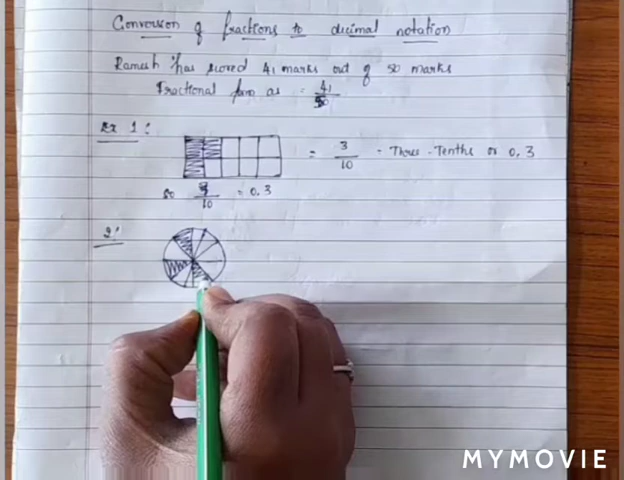 Conversion of fractions to decimal notation
Ramesh has scored 41 marks out of 50 marks
Fractional form as = 41/50
Ex 1:
= 3/10 = Three-Tenths or 0.3
so 3/10 = 0.3
2:
MYMOVIE